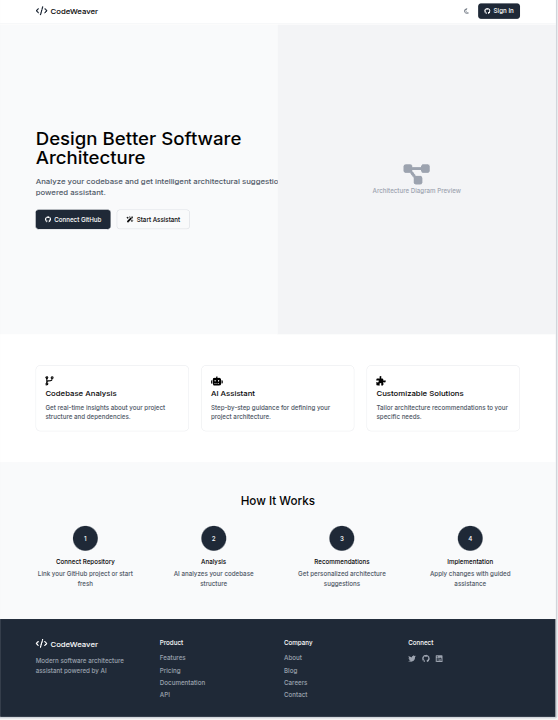 CodeWeaver
Sign In
Design Better Software
Architecture
Analyze your codebase and get intelligent architectural suggestio
powered assistant.
Connect GitHub
Start Assistant
Architecture Diagram Preview
Codebase Analysis
Get real-time insights about your project
structure and dependencies.
AI Assistant
Step-by-step guidance for defining your
project architecture.
Customizable Solutions
Tailor architecture recommendations to your
specific needs.
How It Works
1
Connect Repository
Link your GitHub project or start
fresh
2
Analysis
AI analyzes your codebase
structure
3
Recommendations
Get personalized architecture
suggestions
4
Implementation
Apply changes with guided
assistance
CodeWeaver
Modern software architecture
assistant powered by AI
Product
Features
Pricing
Documentation
API
Company
About
Blog
Careers
Contact
Connect